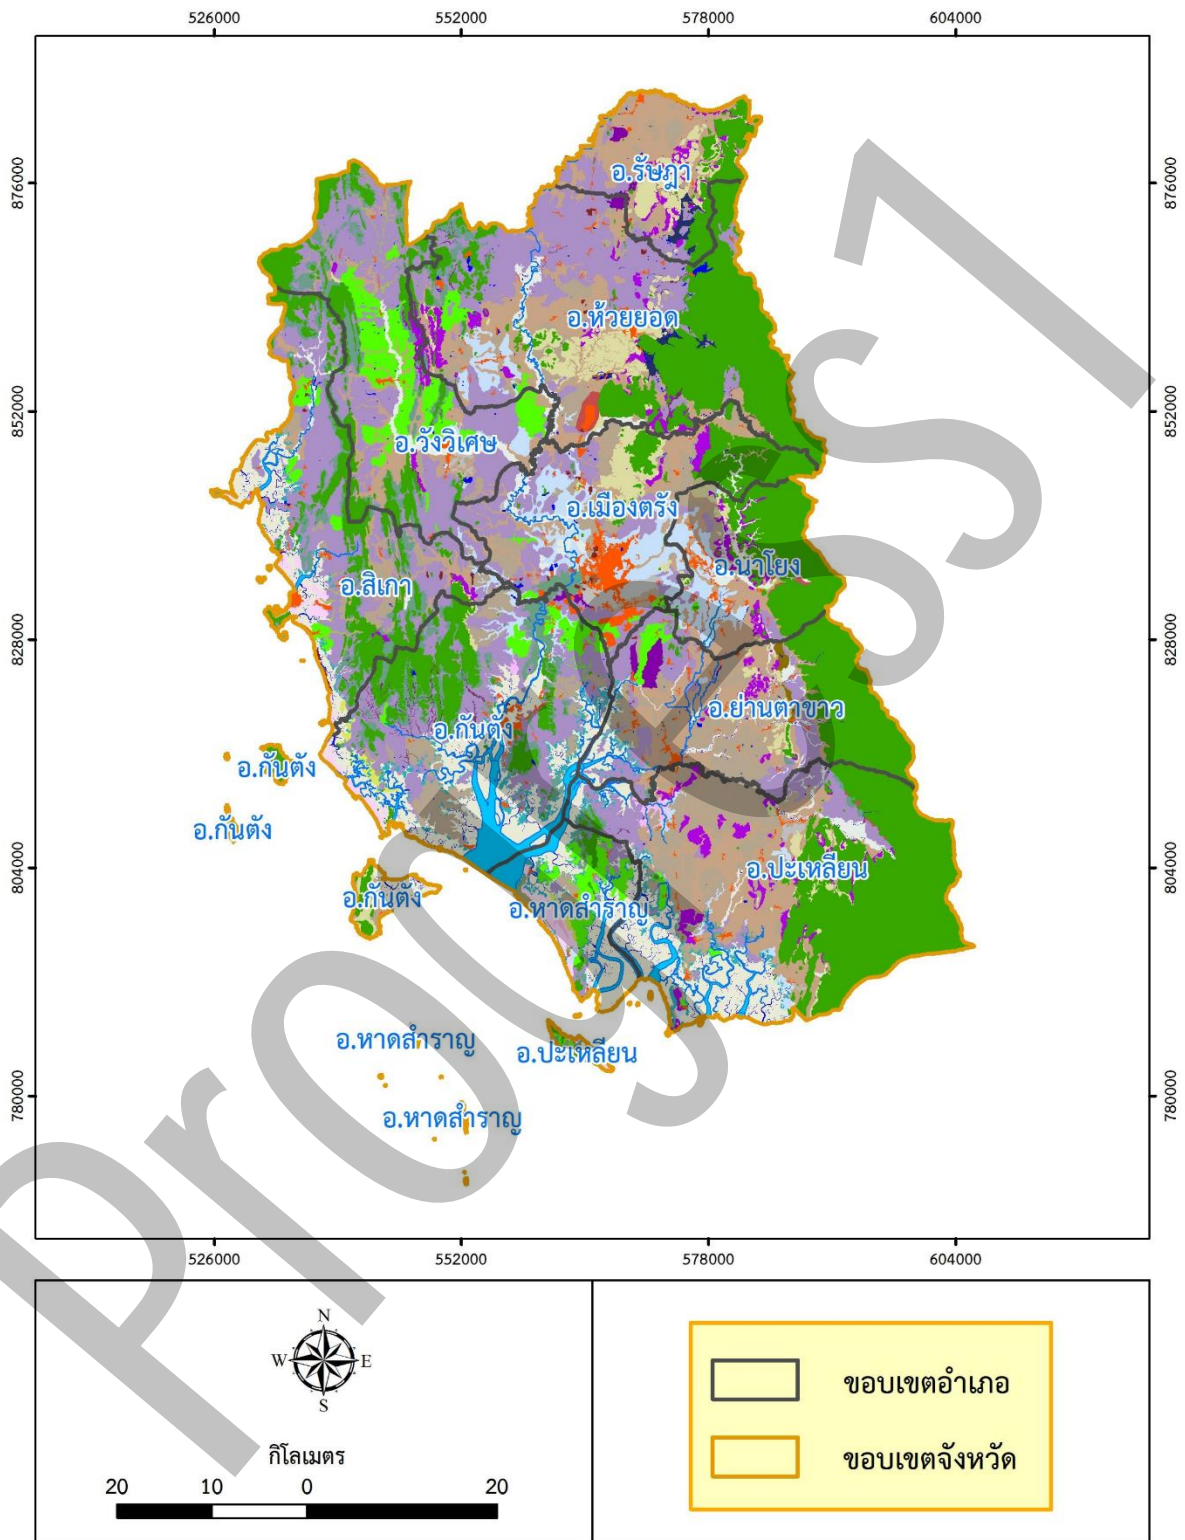 526000 552000 578000 604000
876000 876000
852000 852000
828000 828000
804000 804000
780000 780000
อ.รัษฎา
อ.ห้วยยอด
อ.วังวิเศษ
อ.เมืองตรัง
อ.นาโยง
อ.สิเกา
อ.ย่านตาขาว
อ.กันตัง
อ.กันตัง
อ.กันตัง
อ.ปะเหลียน
อ.กันตัง
อ.หาดสำราญ
อ.หาดสำราญ
อ.ปะเหลียน
อ.หาดสำราญ
526000 552000 578000 604000
N
W E
S
กิโลเมตร
20 10 0 20
ขอบเขตอำเภอ
ขอบเขตจังหวัด